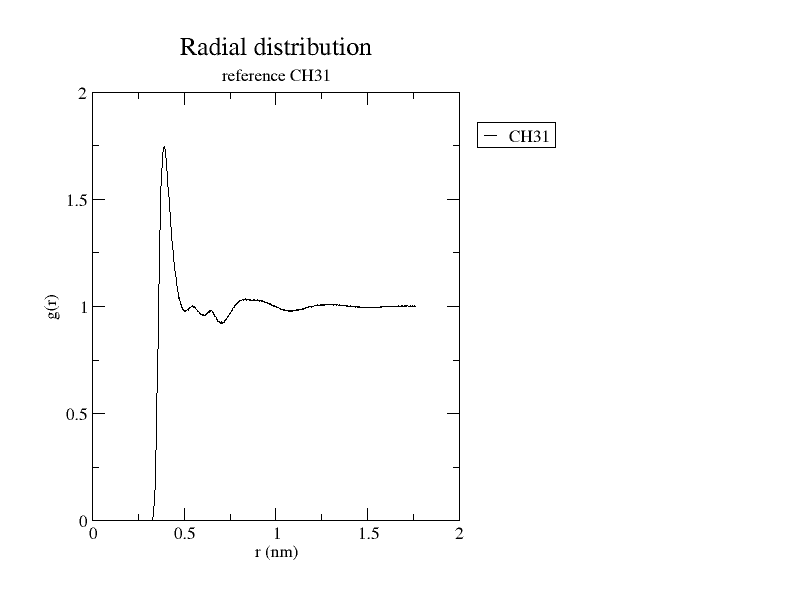 Radial distribution
reference CH31
2
CH31
1.5
g(r)
1
0.5
0
0 0.5 1 1.5 2
r (nm)